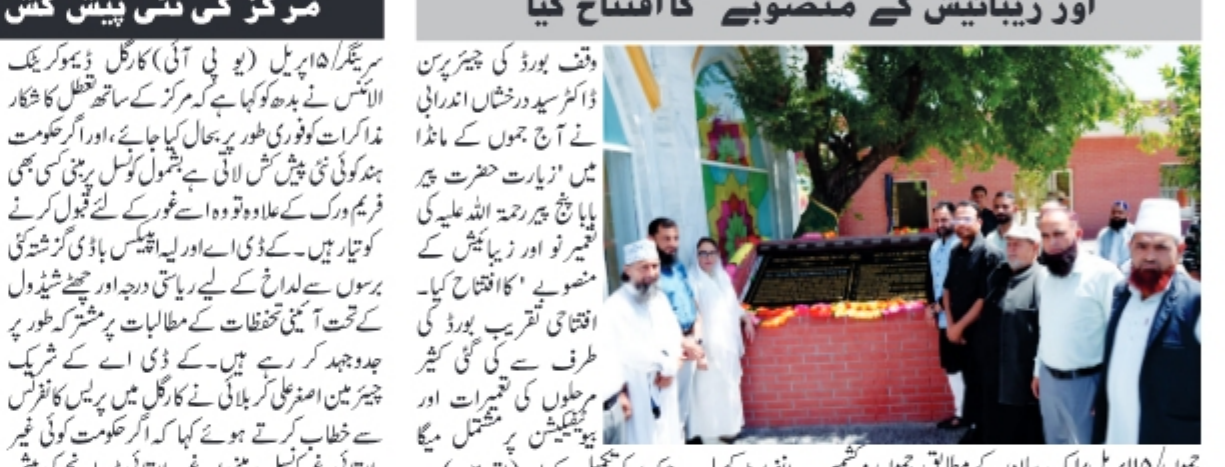 اور زیبائیش کے منصوبے کا افتتاح کیا
وقف بورڈ کی چیئرپرسن
ڈاکٹر سید درخشاں اندرابی
نے آج جموں کے مانڈا
میں 'زیارت حضرت پیر
بابا پنج پیر رحمۃ اللہ علیہ کی
تعمیر نو اور زیبائیش کے
منصوبے ' کا افتتاح کیا۔
افتتاحی تقریب بورڈ کی
طرف سے کی گئی کثیر
مرحلوں کی تعمیرات اور
بیوٹیفکیشن پر مشتمل میگا
مرکز کی نئی پیش کش
سرینگر/۱۵اپریل (یو پی آئی) کارگل ڈیموکریٹک
الائنس نے بدھ کو کہا ہے کہ مرکز کے ساتھ تعطل کا شکار
مذاکرات کو فوری طور پر بحال کیا جائے، اور اگر حکومت
ہند کوئی نئی پیش کش لاتی ہے بشمول کونسل پر مبنی کسی بھی
فریم ورک کے علاوہ تو وہ اسے غور کے لئے قبول کرنے
کو تیار ہیں۔ کے ڈی اے اور لیہہ اپیکس باڈی گزشتہ کئی
برسوں سے لداخ کے لیے ریاستی درجہ اور چھٹے شیڈول
کے تحت آئینی تحفظات کے مطالبات پر مشترکہ طور پر
جدوجہد کر رہے ہیں۔ کے ڈی اے کے شریک
چیئرمین اصغر علی کربلائی نے کارگل میں پریس کانفرنس
سے خطاب کرتے ہوئے کہا کہ اگر حکومت کوئی غیر